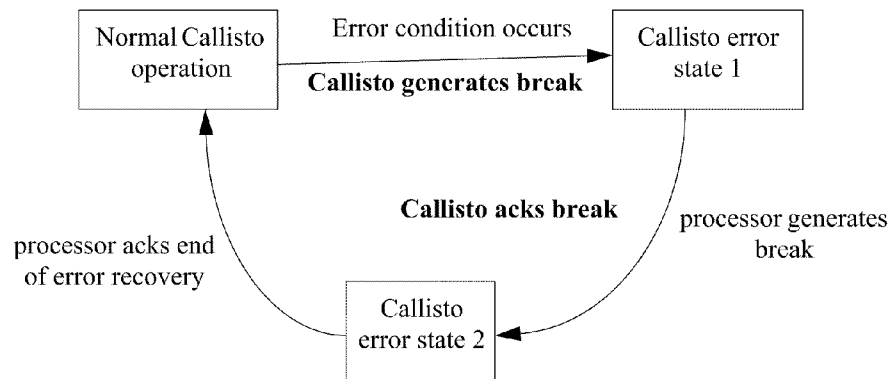 Normal Callisto
operation
Error condition occurs
Callisto generates break
Callisto error
state 1
Callisto acks break
processor generates
break
processor acks end
of error recovery
Callisto
error state 2